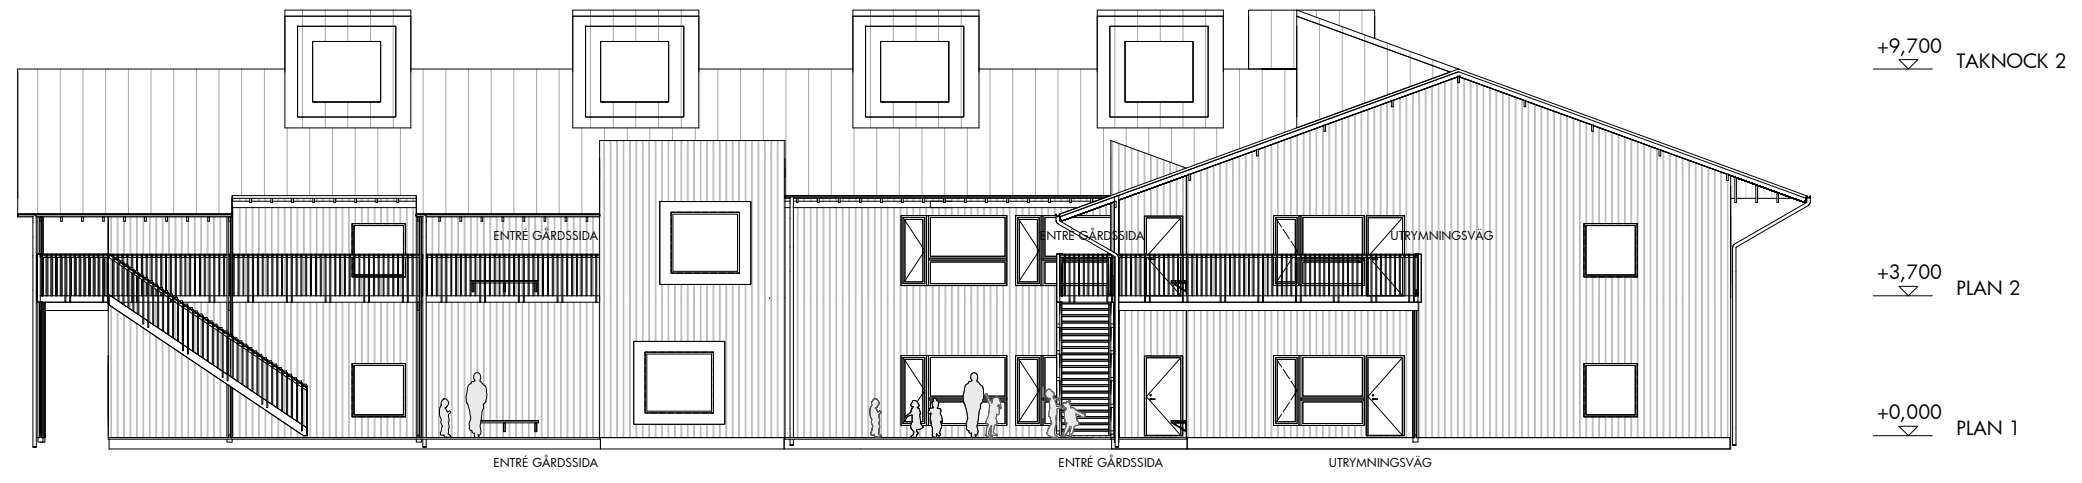 +9,700 TAKNOCK 2
ENTRÉ GÅRDSSIDA ENTRÉ GÅRDSSIDA UTRYMNINGSVÄG
+3,700 PLAN 2
+0,000 PLAN 1
ENTRÉ GÅRDSSIDA ENTRÉ GÅRDSSIDA UTRYMNINGSVÄG